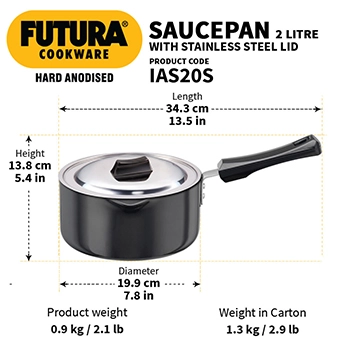 FUTURA®
COOKWARE
HARD ANODISED
SAUCEPAN 2 LITRE
WITH STAINLESS STEEL LID
PRODUCT CODE
IAS20S
Length
34.3 cm
13.5 in
Height
13.8 cm
5.4 in
Diameter
19.9 cm
7.8 in
Product weight
0.9 kg / 2.1 lb
Weight in Carton
1.3 kg / 2.9 lb